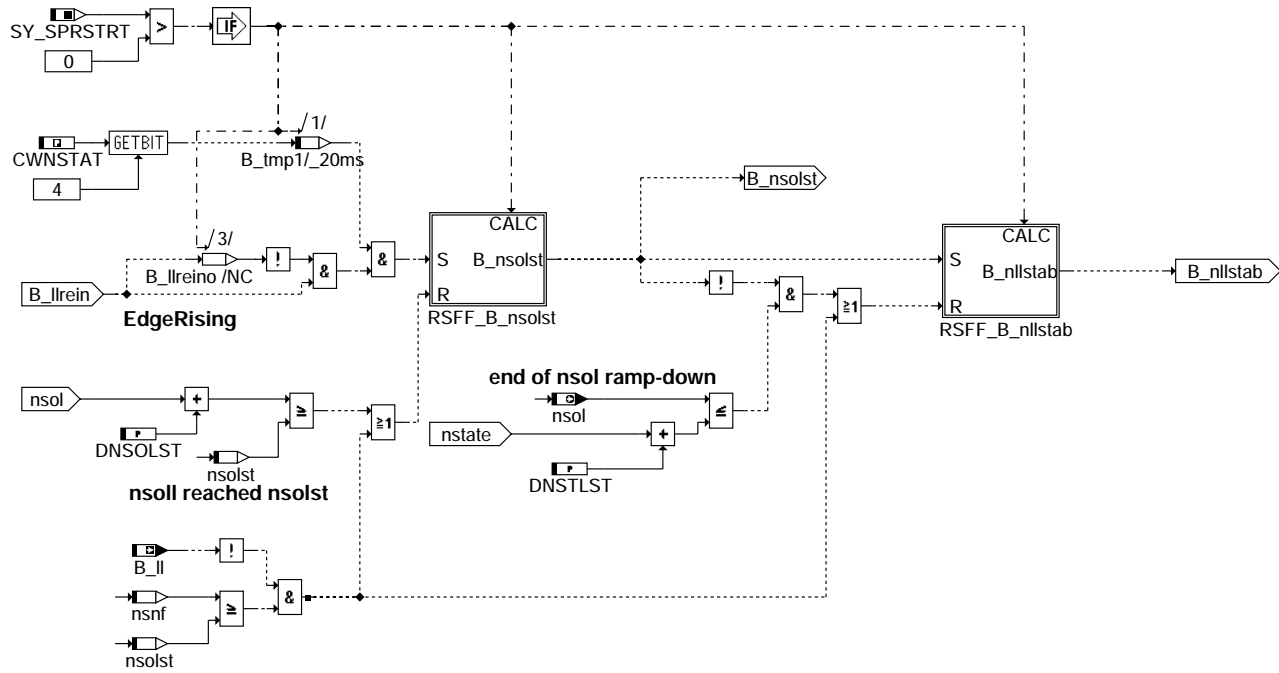 SY_SPRSTRT
>
IF
0
/1/
CWNSTAT
GETBIT
B_tmp1/_20ms
4
B_nsolst
CALC
S
B_nsolst
R
RSFF_B_nsolst
CALC
S
B_nllstab
R
RSFF_B_nllstab
B_nllstab
/3/
B_llreino /NC
!
&
&
B_llrein
EdgeRising
!
&
≥1
nsol
+
DNSOLST
≥
≥1
nsolst
nsoll reached nsolst
end of nsol ramp-down
nsol
≤
nstate
+
P
DNSTLST
P
B_ll
!
&
nsnf
≥
nsolst